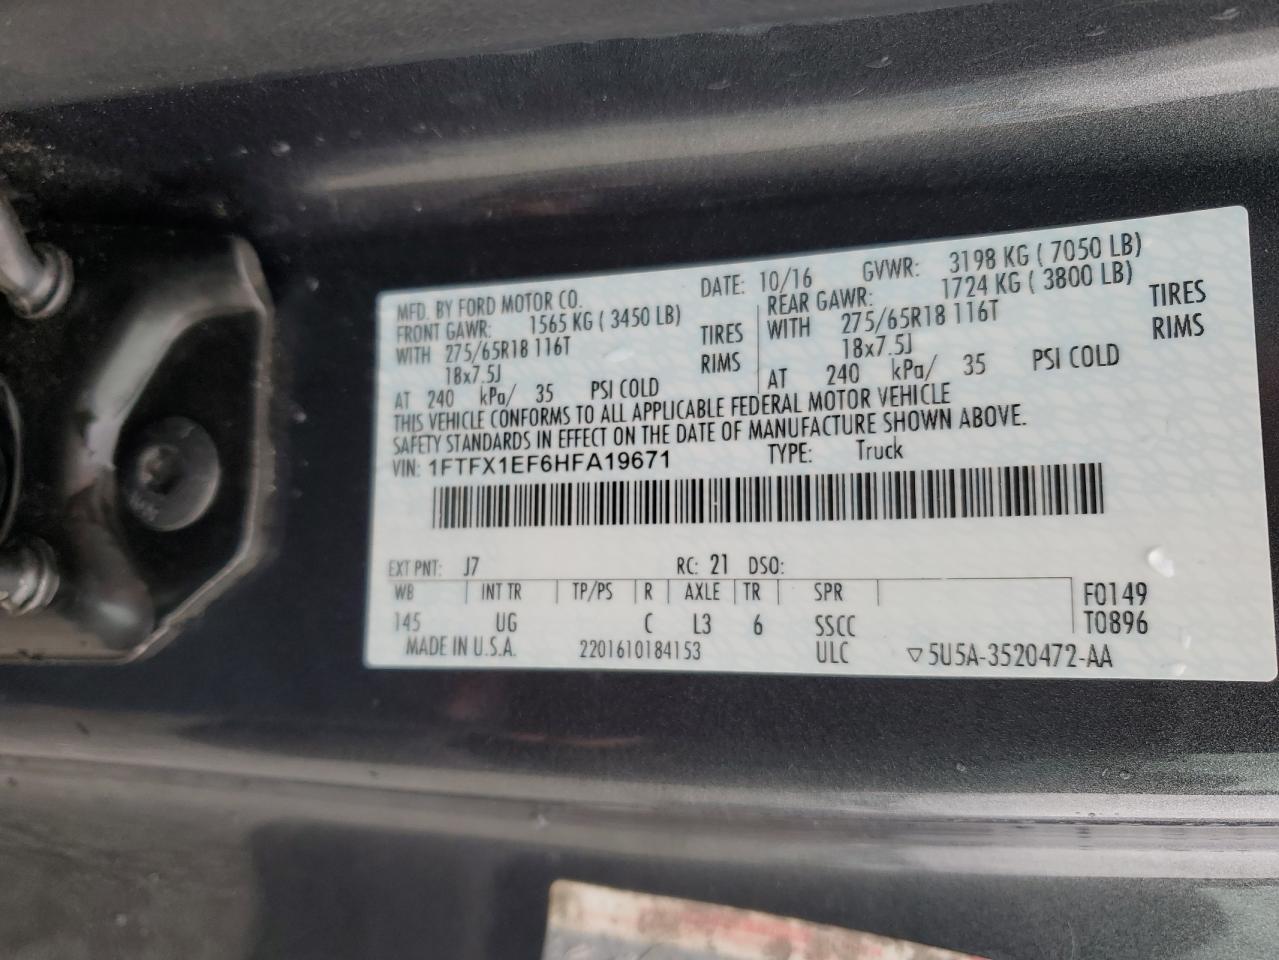 MFD. BY FORD MOTOR CO. DATE: 10/16 GVWR: 3198 KG ( 7050 LB)
FRONT GAWR: 1565 KG ( 3450 LB) REAR GAWR: 1724 KG ( 3800 LB)
WITH 275/65R18 116T TIRES WITH 275/65R18 116T TIRES
18x7.5J RIMS 18x7.5J RIMS
AT 240 kPa/ 35 PSI COLD AT 240 kPa/ 35 PSI COLD
THIS VEHICLE CONFORMS TO ALL APPLICABLE FEDERAL MOTOR VEHICLE
SAFETY STANDARDS IN EFFECT ON THE DATE OF MANUFACTURE SHOWN ABOVE.
VIN: 1FTFX1EF6HFA19671 TYPE: Truck
EXT PNT: J7 RC: 21 DSO:
WB INT TR TP/PS R AXLE TR SPR F0149
145 UG C L3 6 SSCC T0896
MADE IN U.S.A. 2201610184153 ULC ▽5U5A-3520472-AA